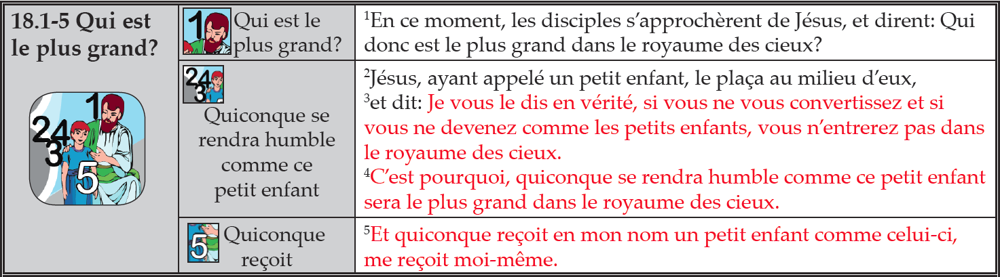 18.1-5 Qui est
le plus grand?
1
24
3
5
1
Qui est le
plus grand?
1En ce moment, les disciples s’approchèrent de Jésus, et dirent: Qui
donc est le plus grand dans le royaume des cieux?
24
3
Quiconque se
rendra humble
comme ce
petit enfant
2Jésus, ayant appelé un petit enfant, le plaça au milieu d’eux,
3et dit: Je vous le dis en vérité, si vous ne vous convertissez et si
vous ne devenez comme les petits enfants, vous n’entrerez pas dans
le royaume des cieux.
4C’est pourquoi, quiconque se rendra humble comme ce petit enfant
sera le plus grand dans le royaume des cieux.
5
Quiconque
reçoit
5Et quiconque reçoit en mon nom un petit enfant comme celui-ci,
me reçoit moi-même.